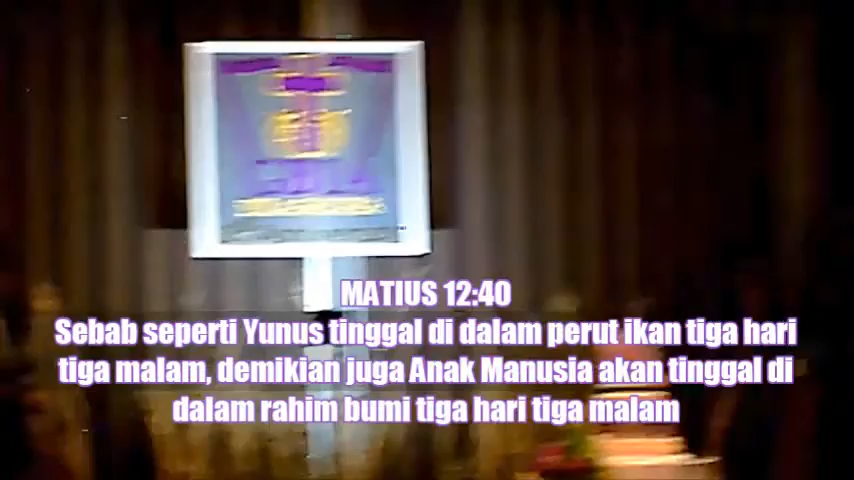 MATIUS 12:40
Sebab seperti Yunus tinggal di dalam perut ikan tiga hari
tiga malam, demikian juga Anak Manusia akan tinggal di
dalam rahim bumi tiga hari tiga malam